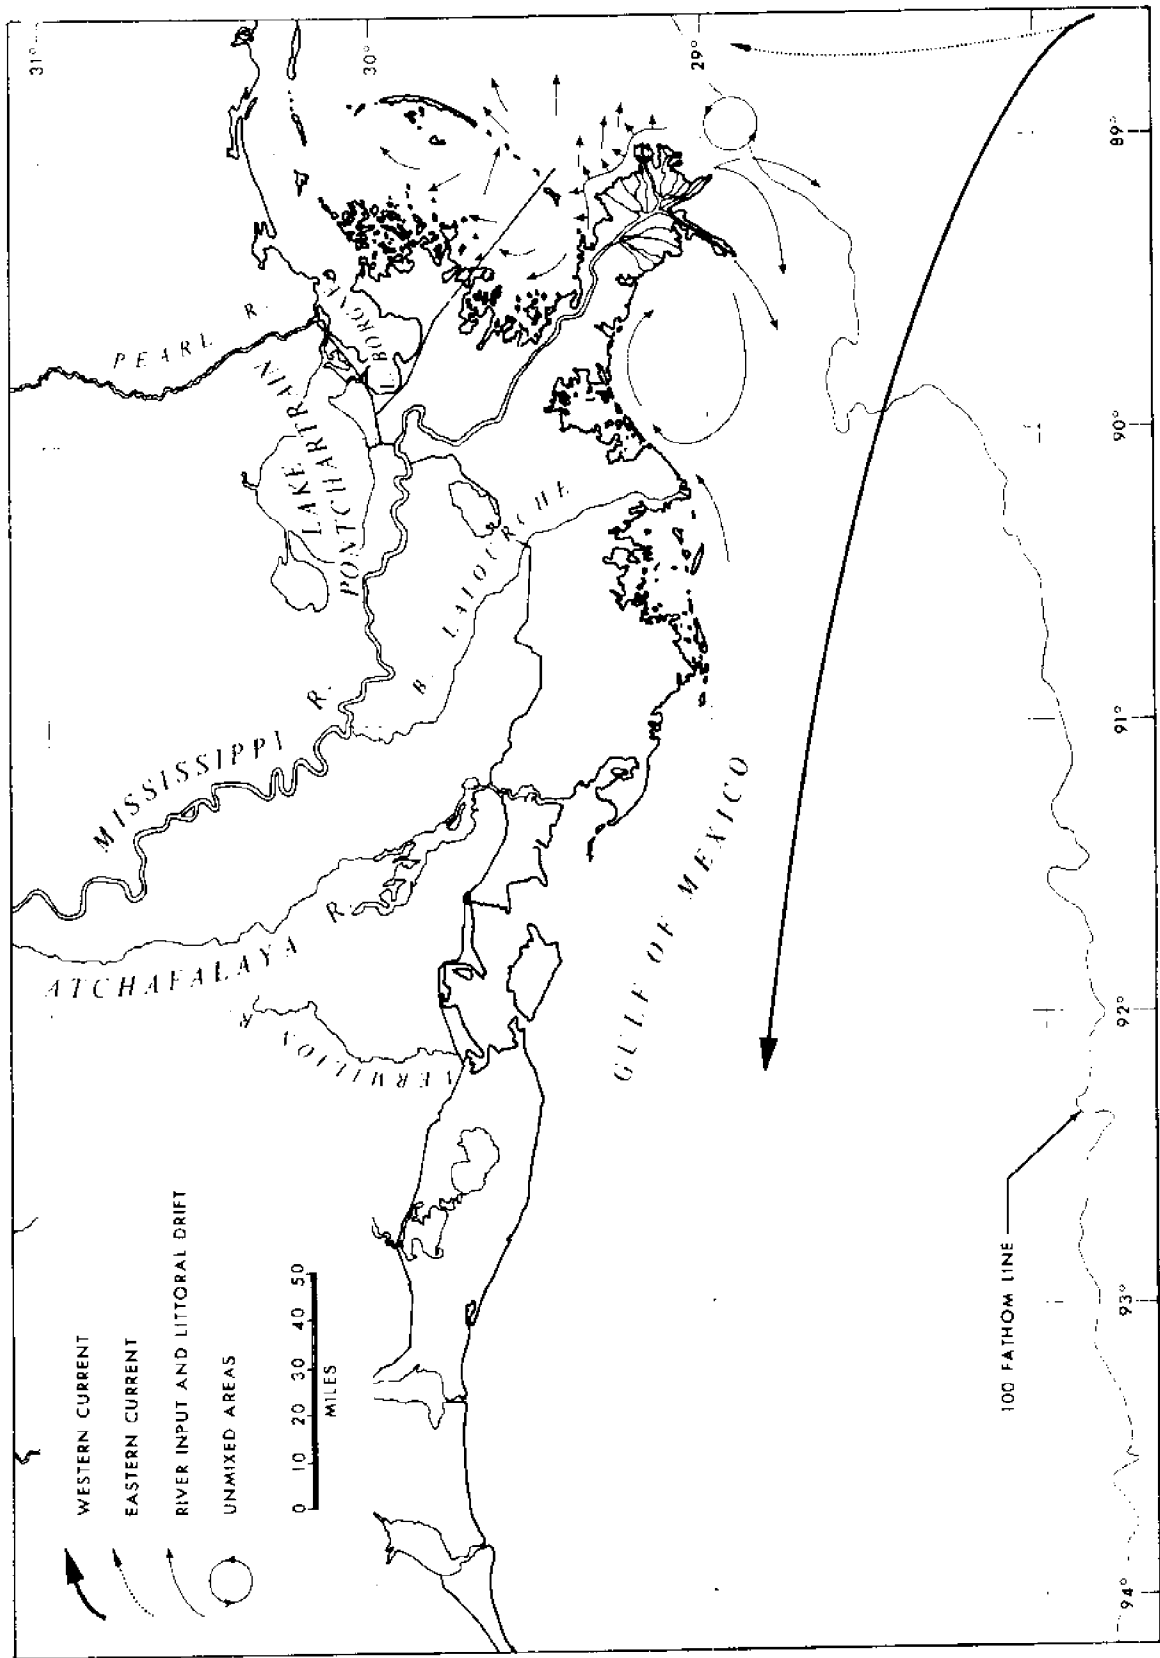 WESTERN CURRENT
EASTERN CURRENT
RIVER INPUT AND LITTORAL DRIFT
UNMIXED AREAS
0 10 20 30 40 50
MILES
31°
30
29°
94°
93°
92°
91°
90°
89°
VERMILION R.
ATCHAFALAYA R.
MISSISSIPPI R.
B. LAFOURCHE
LAKE
PONTCHARTRAIN
PEARL R.
L. BORGNE
GULF OF MEXICO
100 FATHOM LINE